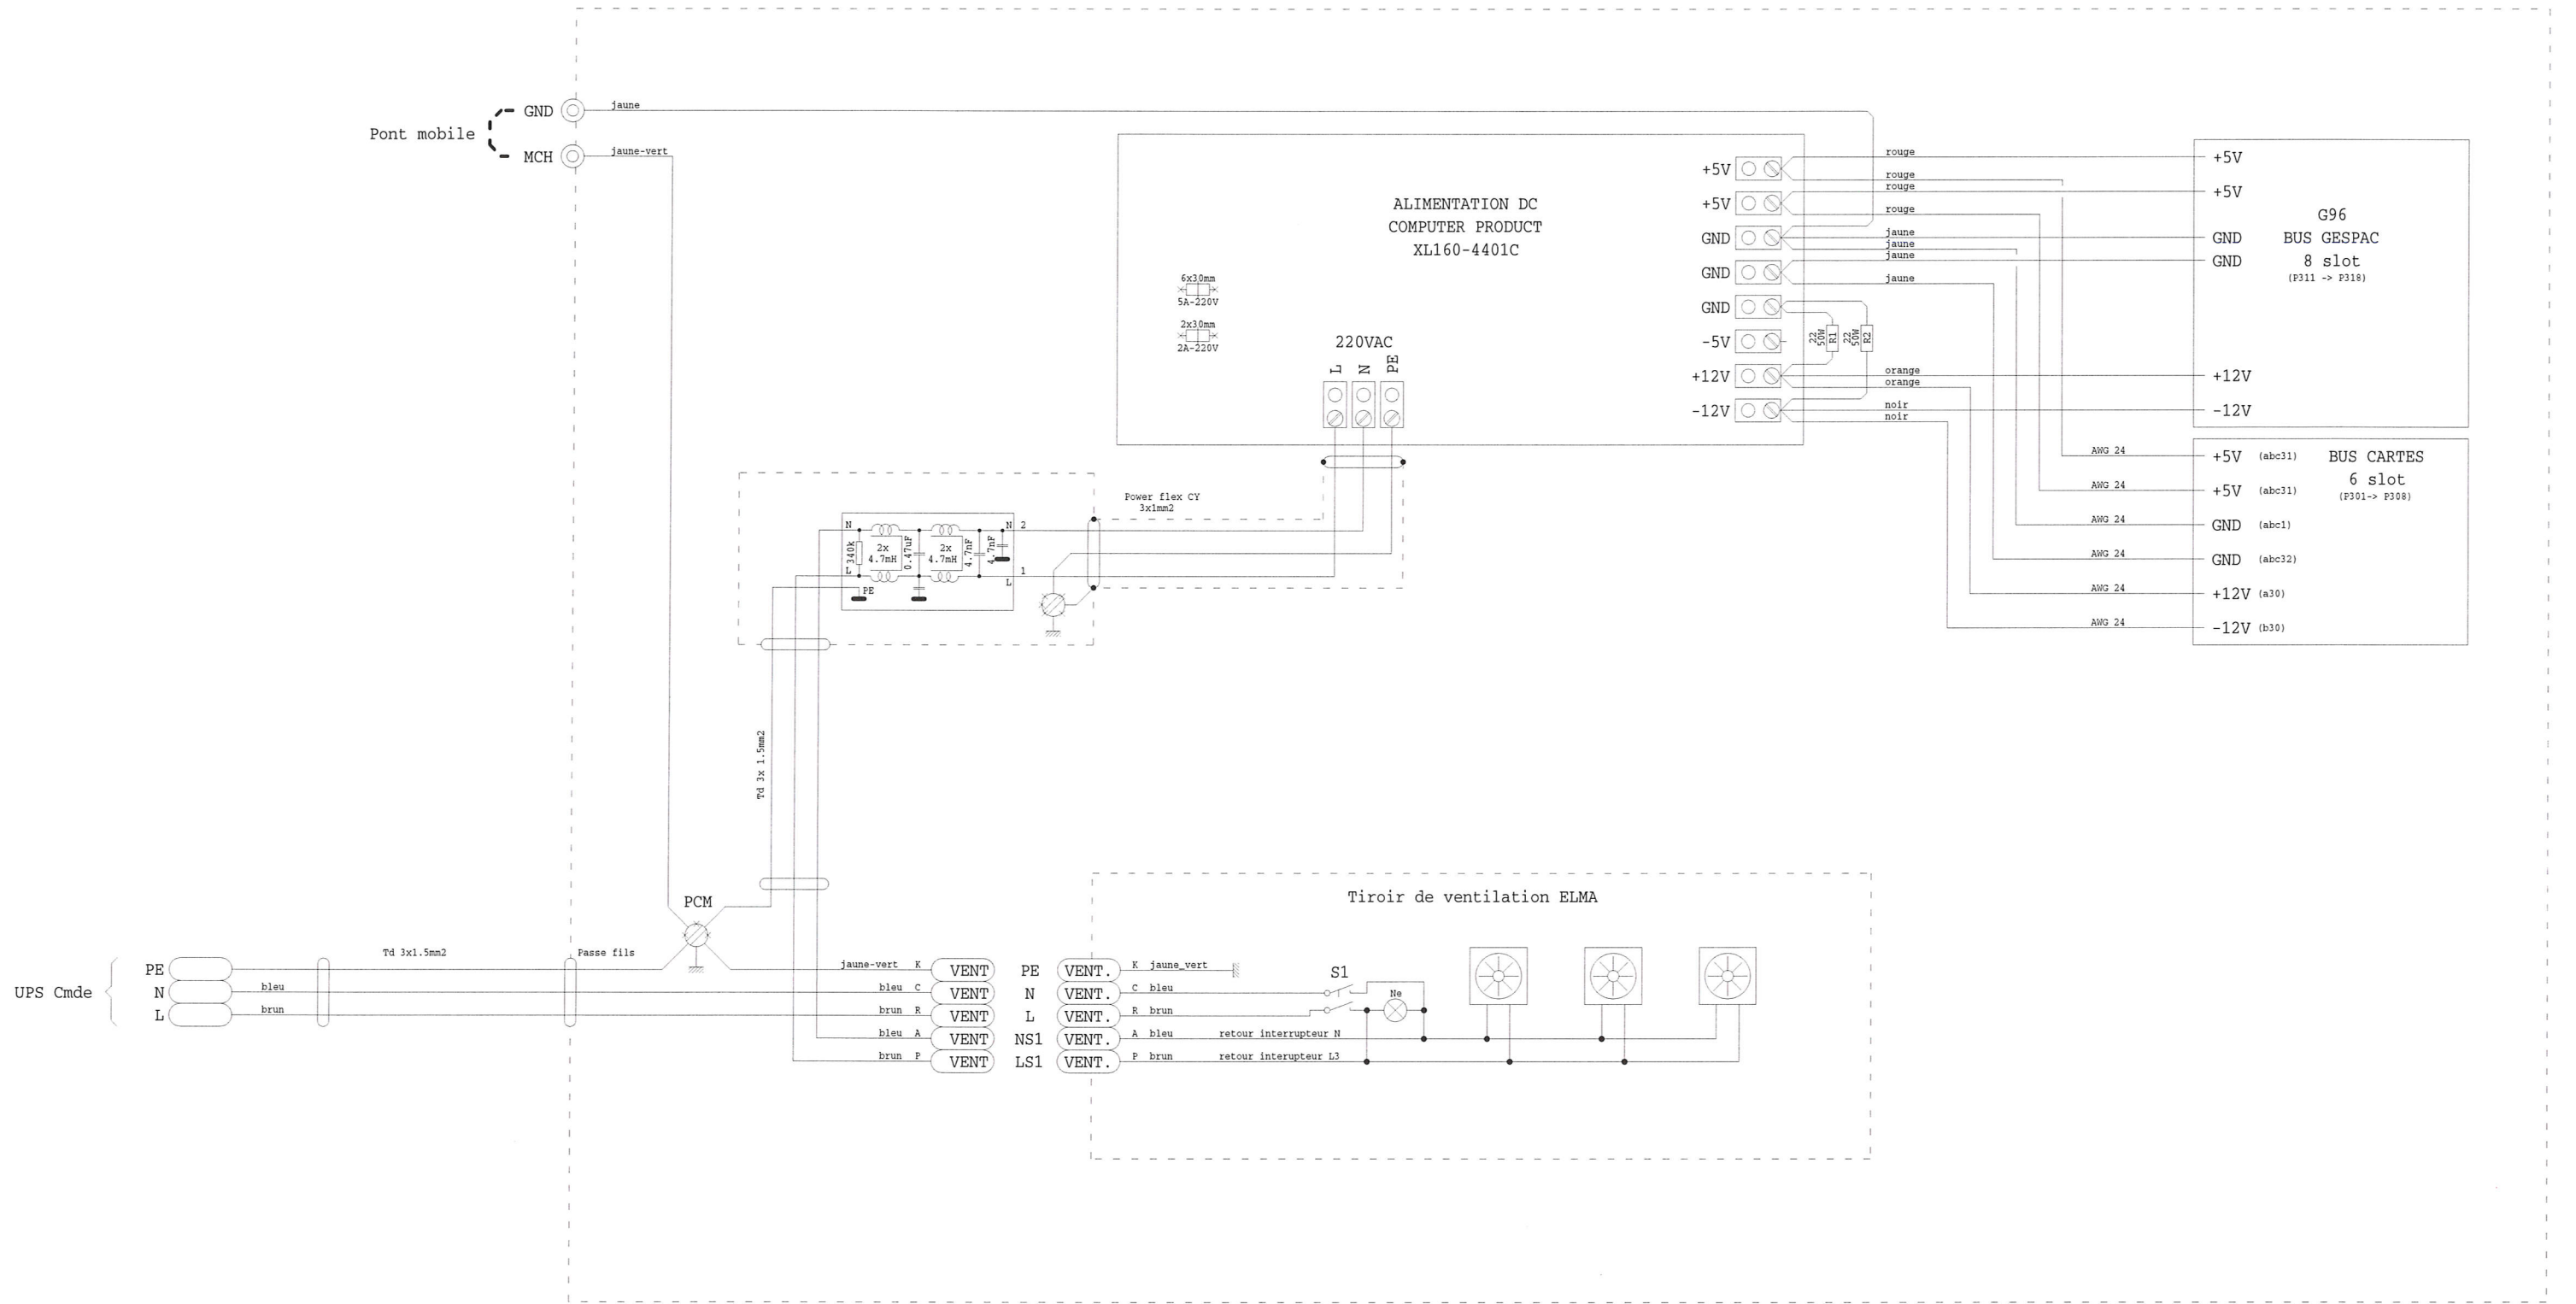 GND
jaune
Pont mobile
MCH
jaune-vert
ALIMENTATION DC
COMPUTER PRODUCT
XL160-4401C
6x30mm
5A-220V
2x30mm
2A-220V
220VAC
L
N
PE
+5V
+5V
GND
GND
GND
-5V
+12V
-12V
rouge
rouge
rouge
rouge
jaune
jaune
jaune
jaune
22
50W
R1
22
50W
R2
orange
orange
noir
noir
+5V
+5V
GND
GND
+12V
-12V
G96
BUS GESPAC
8 slot
(P311 -> P318)
AWG 24
+5V (abc31)
AWG 24
+5V (abc31)
AWG 24
GND (abc1)
AWG 24
GND (abc32)
AWG 24
+12V (a30)
AWG 24
-12V (b30)
BUS CARTES
6 slot
(P301-> P308)
Power flex CY
3x1mm2
N
340k
L
PE
2x
4.7mH
0.47uF
2x
4.7mH
4.7nF
4.7nF
N 2
1
L
Td 3x 1.5mm2
PCM
UPS Cmde
PE
N
L
Td 3x1.5mm2
bleu
brun
Passe fils
jaune-vert K VENT
bleu C VENT
brun R VENT
bleu A VENT
brun P VENT
PE
N
L
NS1
LS1
Tiroir de ventilation ELMA
VENT. K jaune_vert
VENT. C bleu
VENT. R brun
VENT. A bleu retour interrupteur N
VENT. P brun retour interupteur L3
S1
Ne